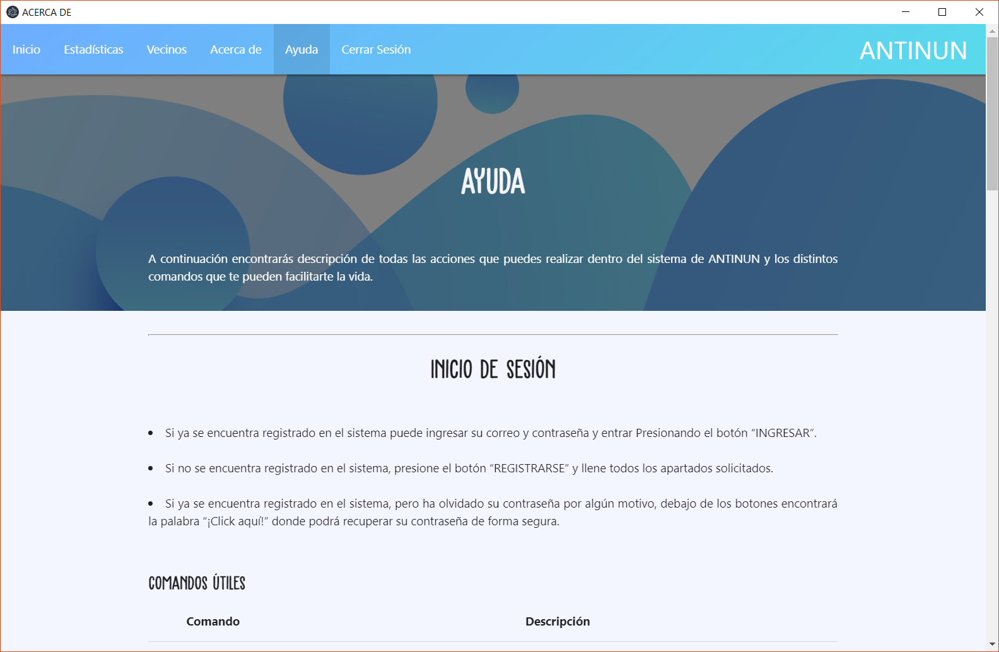 ACERCA DE
Inicio Estadísticas Vecinos Acerca de Ayuda Cerrar Sesión ANTINUN
AYUDA
A continuación encontrarás descripción de todas las acciones que puedes realizar dentro del sistema de ANTINUN y los distintos
comandos que te pueden facilitarte la vida.
INICIO DE SESIÓN
• Si ya se encuentra registrado en el sistema puede ingresar su correo y contraseña y entrar Presionando el botón “INGRESAR”.
• Si no se encuentra registrado en el sistema, presione el botón “REGISTRARSE” y llene todos los apartados solicitados.
• Si ya se encuentra registrado en el sistema, pero ha olvidado su contraseña por algún motivo, debajo de los botones encontrará
la palabra “¡Click aquí!” donde podrá recuperar su contraseña de forma segura.
COMANDOS ÚTILES
Comando Descripción